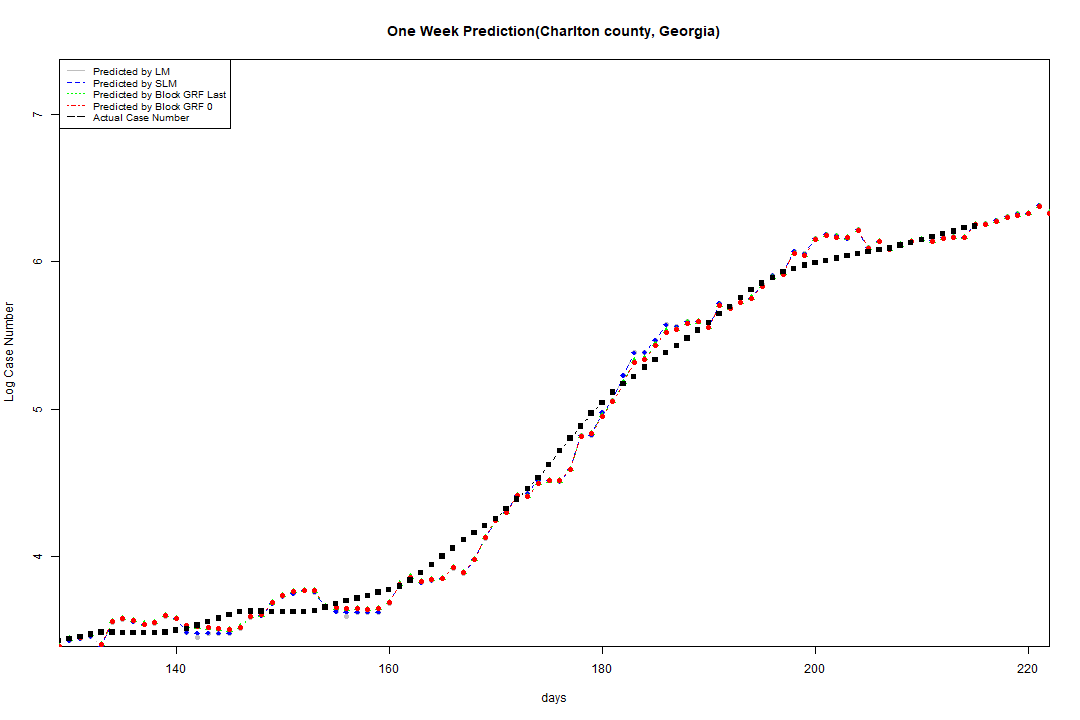 One Week Prediction(Charlton county, Georgia)
Predicted by LM
Predicted by SLM
Predicted by Block GRF Last
Predicted by Block GRF 0
Actual Case Number
7
6
5
4
Log Case Number
140 160 180 200 220
days